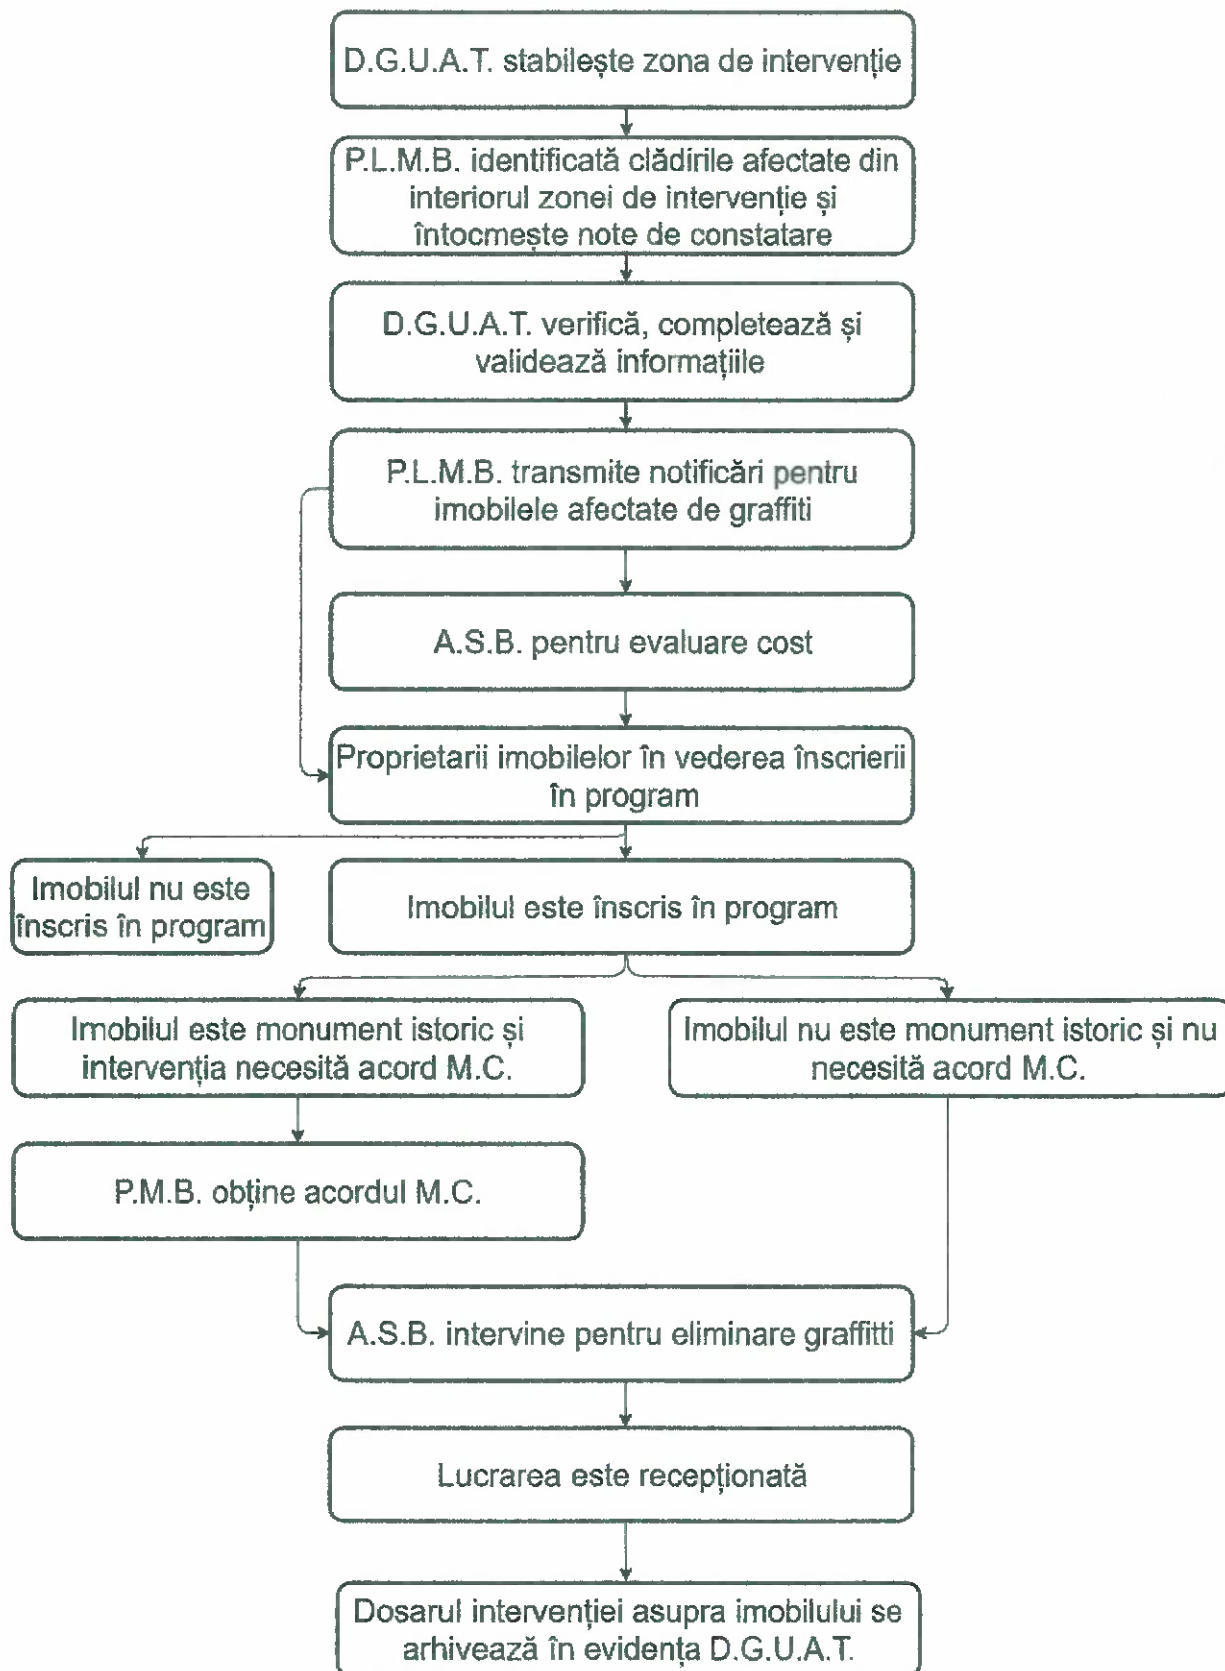 D.G.U.A.T. stabilește zona de intervenție
P.L.M.B. identificată clădirile afectate din
interiorul zonei de intervenție și
întocmește note de constatare
D.G.U.A.T. verifică, completează și
validează informațiile
P.L.M.B. transmite notificări pentru
imobilele afectate de graffiti
A.S.B. pentru evaluare cost
Proprietarii imobilelor în vederea înscrierii
în program
Imobilul nu este
înscris în program
Imobilul este înscris în program
Imobilul este monument istoric și
intervenția necesită acord M.C.
Imobilul nu este monument istoric și nu
necesită acord M.C.
P.M.B. obține acordul M.C.
A.S.B. intervine pentru eliminare graffitti
Lucrarea este recepționată
Dosarul intervenției asupra imobilului se
arhivează în evidența D.G.U.A.T.